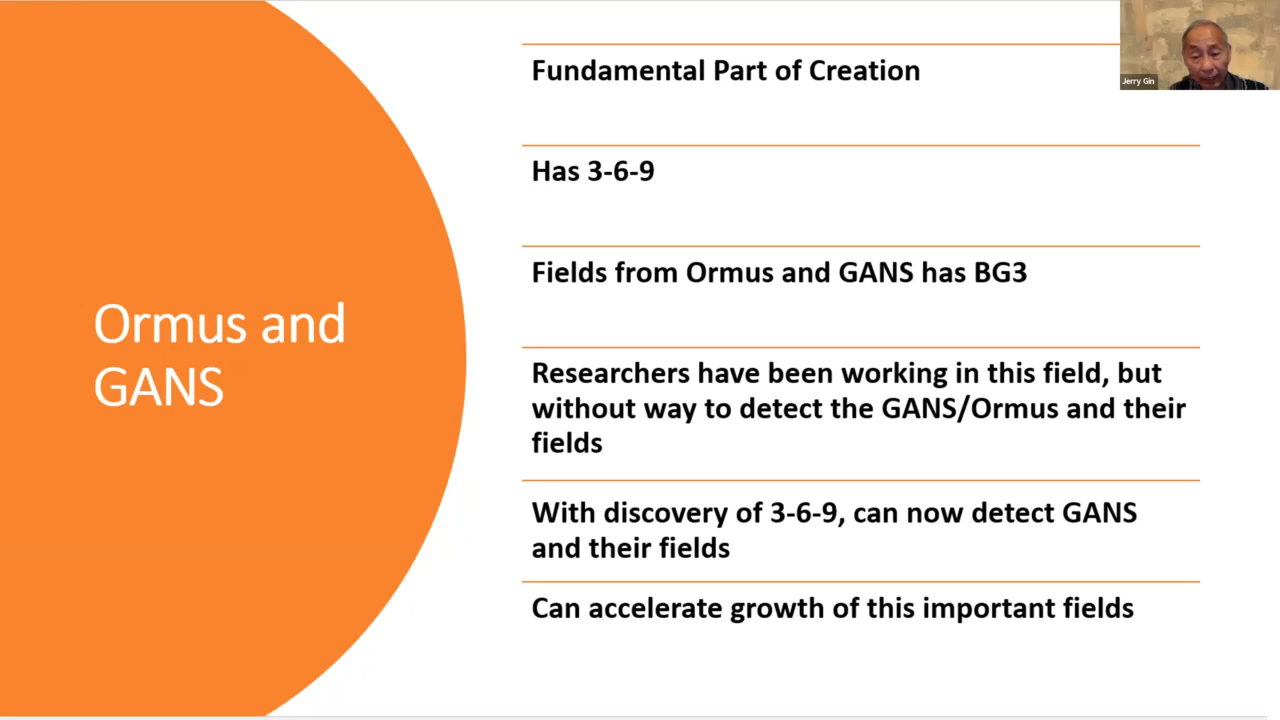 Ormus and
GANS
Fundamental Part of Creation
Has 3-6-9
Fields from Ormus and GANS has BG3
Researchers have been working in this field, but
without way to detect the GANS/Ormus and their
fields
With discovery of 3-6-9, can now detect GANS
and their fields
Can accelerate growth of this important fields
Jerry Gin